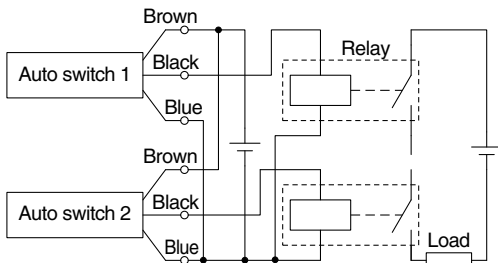 Brown
Auto switch 1
Black
Blue
Relay
Brown
Auto switch 2
Black
Blue
Load